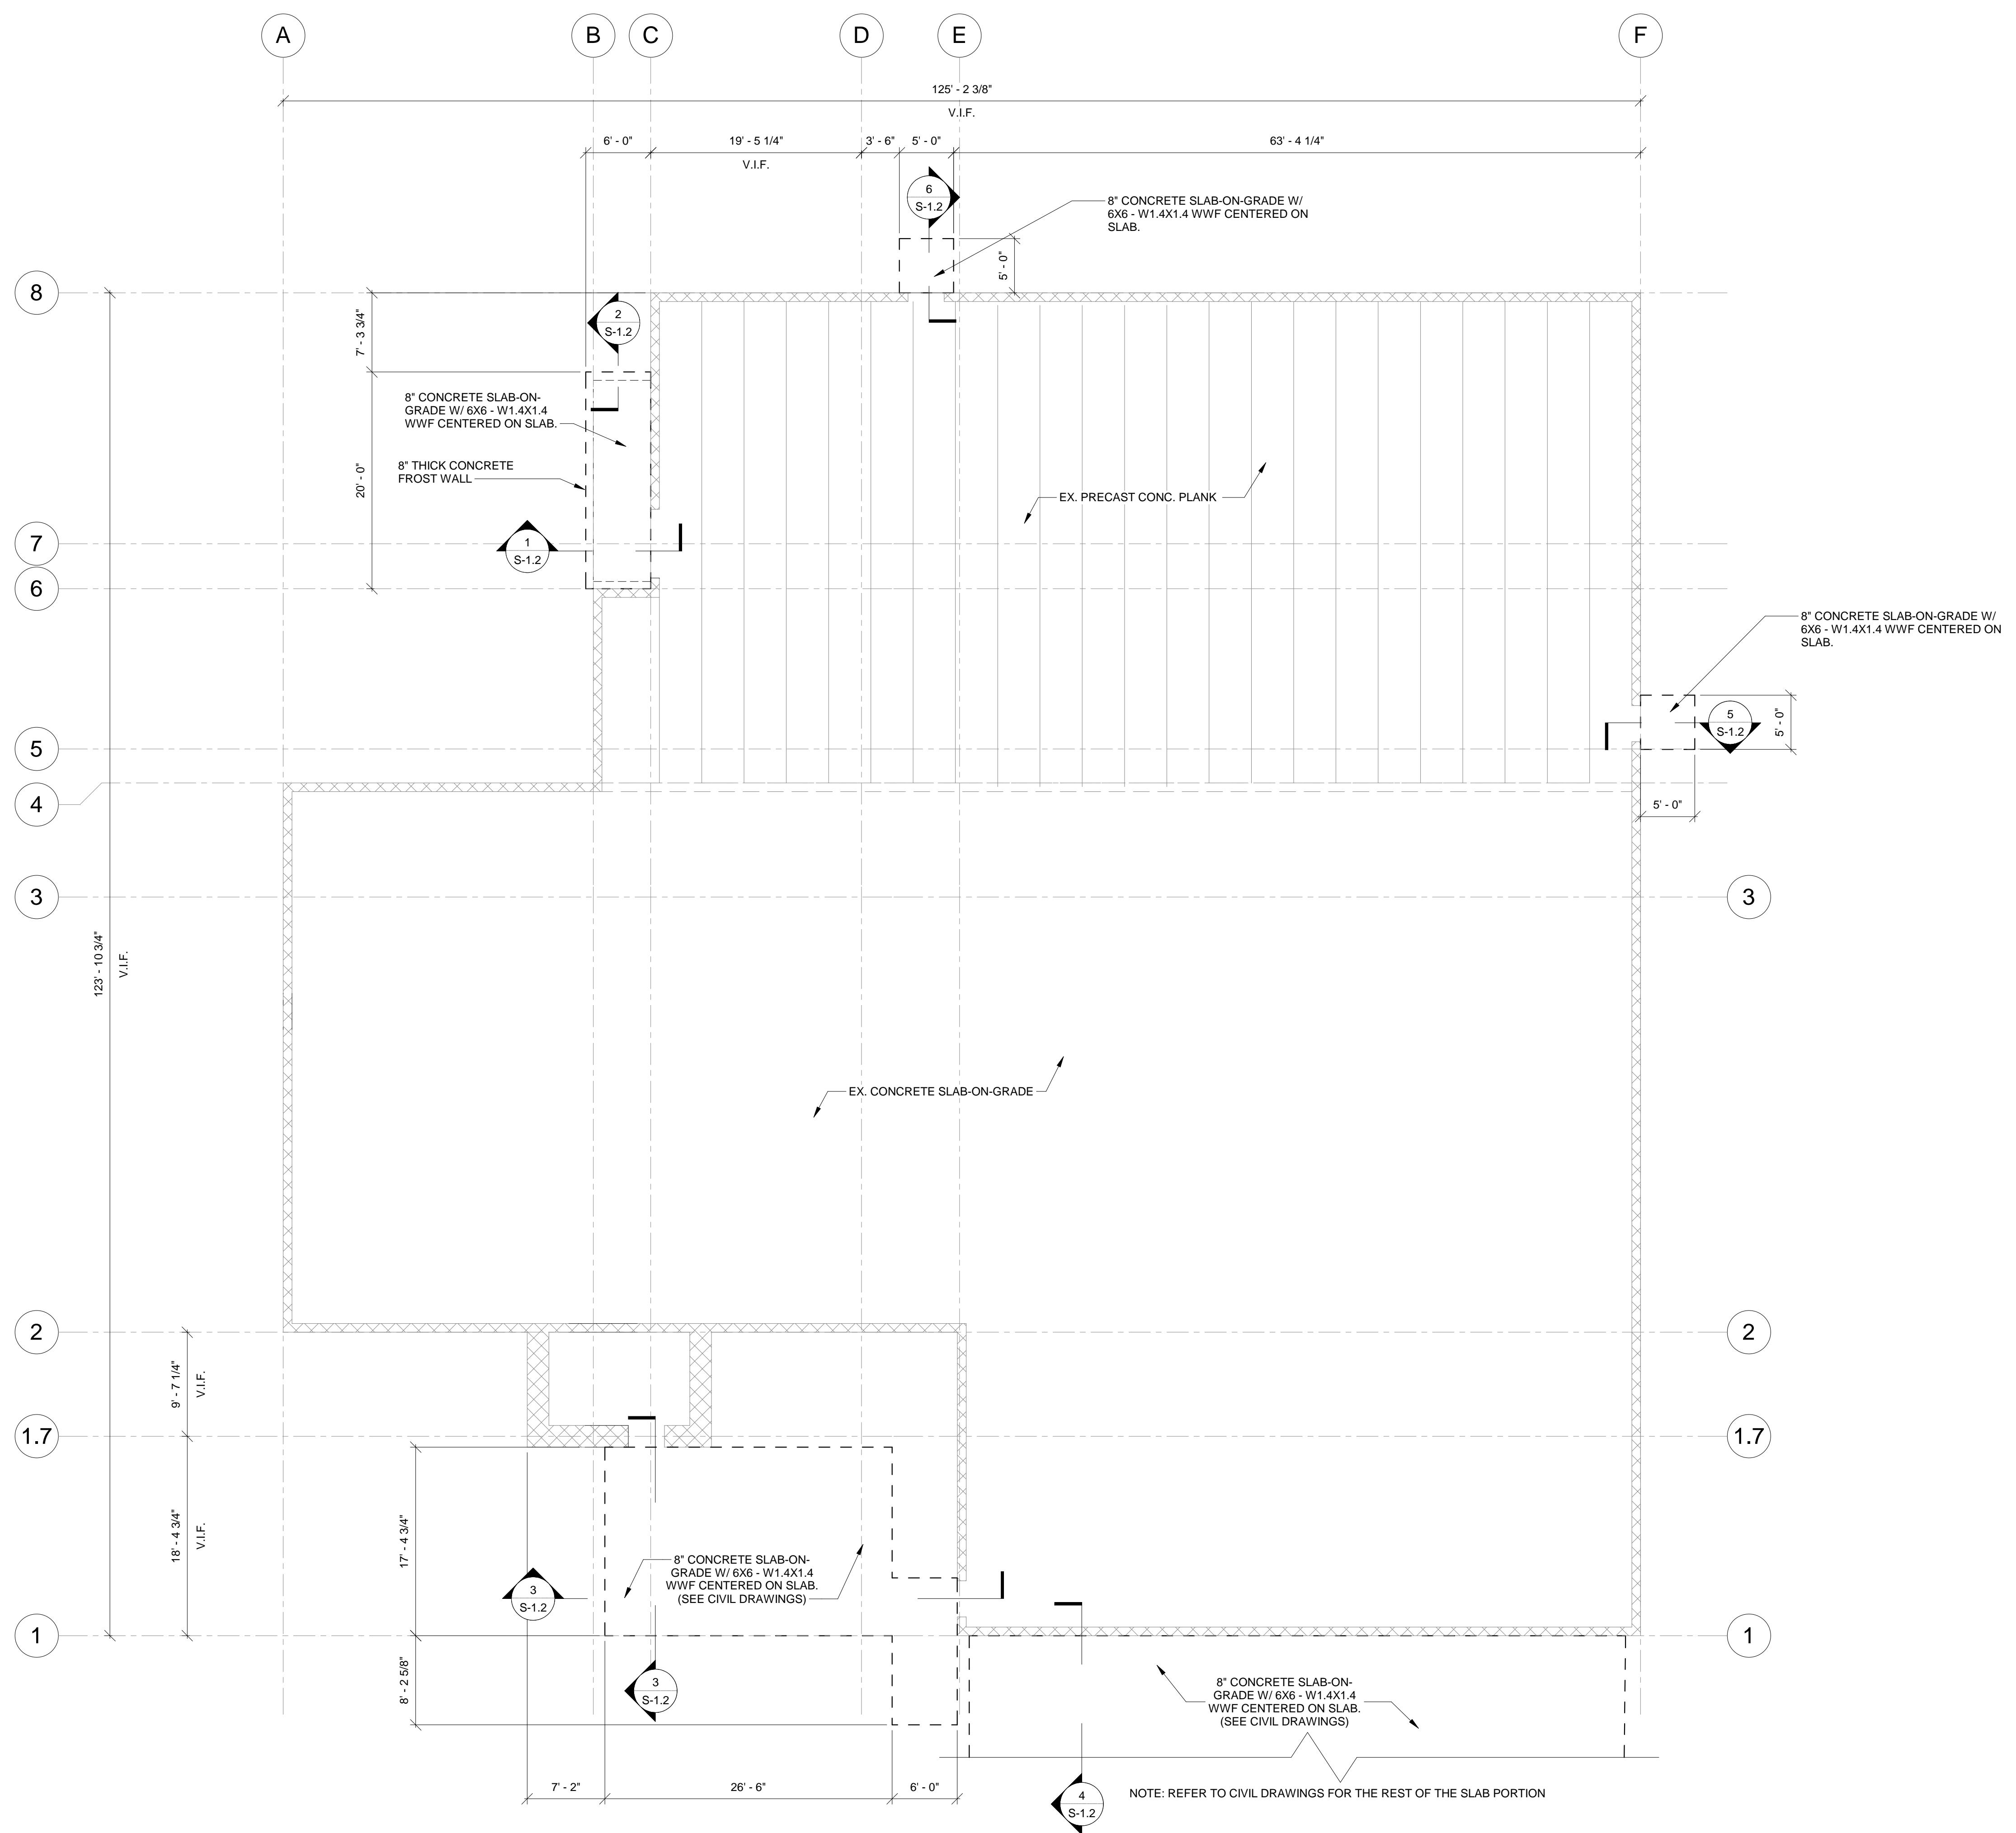 A
B
C
D
E
F
125' - 2 3/8"
V.I.F.
6' - 0"
19' - 5 1/4"
V.I.F.
3' - 6"
5' - 0"
63' - 4 1/4"
6
S-1.2
8" CONCRETE SLAB-ON-GRADE W/
6X6 - W1.4X1.4 WWF CENTERED ON
SLAB.
5' - 0"
8
7' - 3 3/4"
2
S-1.2
8" CONCRETE SLAB-ON-
GRADE W/ 6X6 - W1.4X1.4
WWF CENTERED ON SLAB.
8" THICK CONCRETE
FROST WALL
20' - 0"
EX. PRECAST CONC. PLANK
7
1
S-1.2
6
8" CONCRETE SLAB-ON-GRADE W/
6X6 - W1.4X1.4 WWF CENTERED ON
SLAB.
5
S-1.2
5' - 0"
5
4
5' - 0"
3
3
123' - 10 3/4"
V.I.F.
EX. CONCRETE SLAB-ON-GRADE
2
2
9' - 7 1/4"
V.I.F.
1.7
1.7
18' - 4 3/4"
V.I.F.
17' - 4 3/4"
8" CONCRETE SLAB-ON-
GRADE W/ 6X6 - W1.4X1.4
WWF CENTERED ON SLAB.
(SEE CIVIL DRAWINGS)
3
S-1.2
1
1
8' - 2 5/8"
3
S-1.2
8" CONCRETE SLAB-ON-
GRADE W/ 6X6 - W1.4X1.4
WWF CENTERED ON SLAB.
(SEE CIVIL DRAWINGS)
7' - 2"
26' - 6"
6' - 0"
4
S-1.2
NOTE: REFER TO CIVIL DRAWINGS FOR THE REST OF THE SLAB PORTION